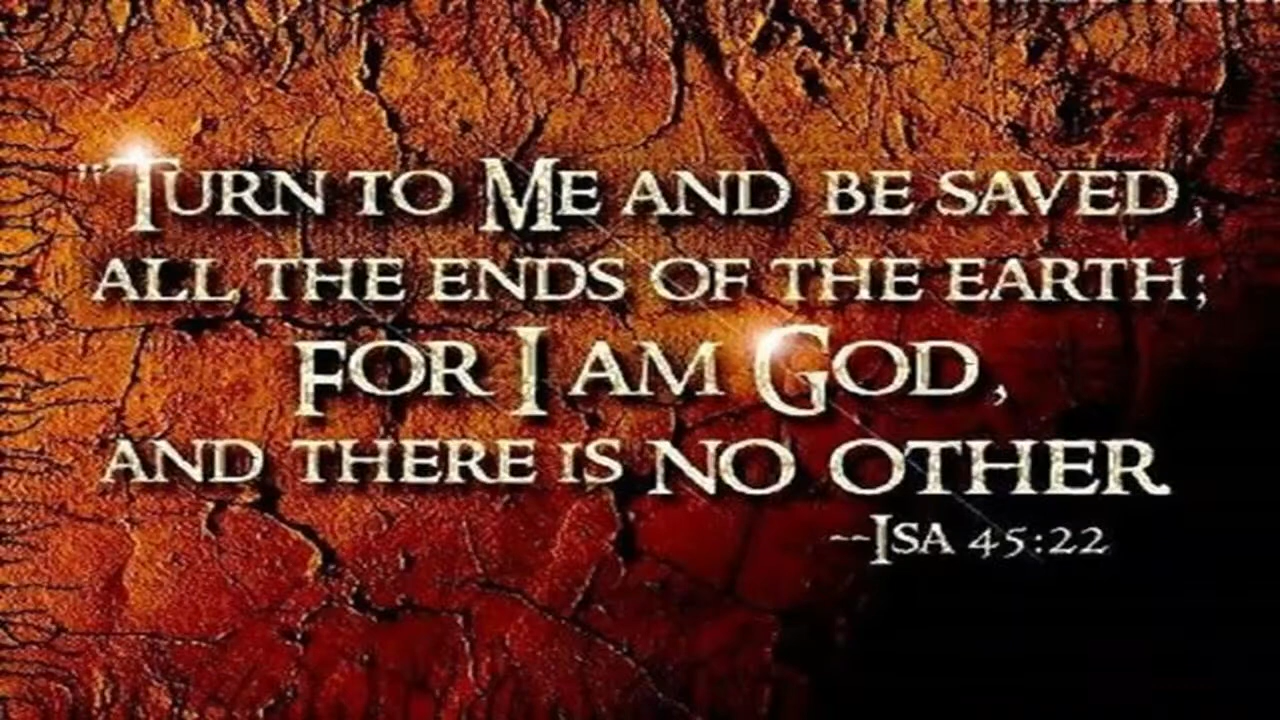 "Turn to Me and be saved,
all the ends of the earth;
for I am God,
and there is NO OTHER
--Isa 45:22